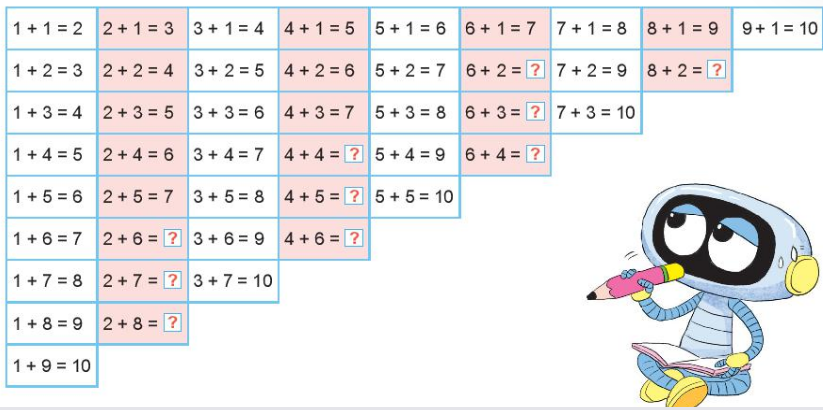 1 + 1 = 2 2 + 1 = 3 3 + 1 = 4 4 + 1 = 5 5 + 1 = 6 6 + 1 = 7 7 + 1 = 8 8 + 1 = 9 9 + 1 = 10
1 + 2 = 3 2 + 2 = 4 3 + 2 = 5 4 + 2 = 6 5 + 2 = 7 6 + 2 = ? 7 + 2 = 9 8 + 2 = ?
1 + 3 = 4 2 + 3 = 5 3 + 3 = 6 4 + 3 = 7 5 + 3 = 8 6 + 3 = ? 7 + 3 = 10
1 + 4 = 5 2 + 4 = 6 3 + 4 = 7 4 + 4 = ? 5 + 4 = 9 6 + 4 = ?
1 + 5 = 6 2 + 5 = 7 3 + 5 = 8 4 + 5 = ? 5 + 5 = 10
1 + 6 = 7 2 + 6 = ? 3 + 6 = 9 4 + 6 = ?
1 + 7 = 8 2 + 7 = ? 3 + 7 = 10
1 + 8 = 9 2 + 8 = ?
1 + 9 = 10